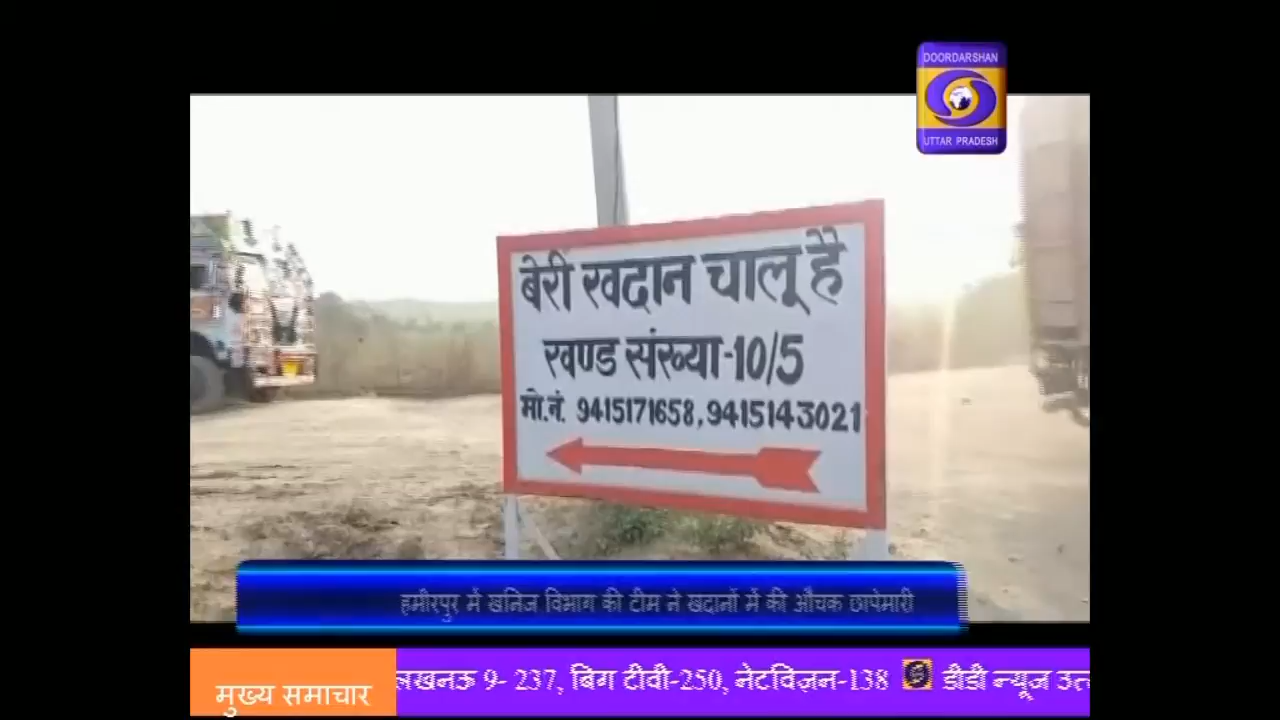 DOORDARSHAN
UTTAR PRADESH
बेरी खदान चालू है
खण्ड संख्या-10/5
मो.नं. 9415171658, 9415143021
हमीरपुर में खनिज विभाग की टीम ने खदानों में की औचक छापेमारी
मुख्य समाचार
लखनऊ 9- 237, बिग टीवी-250, नेटविज़न-138 डीडी न्यूज